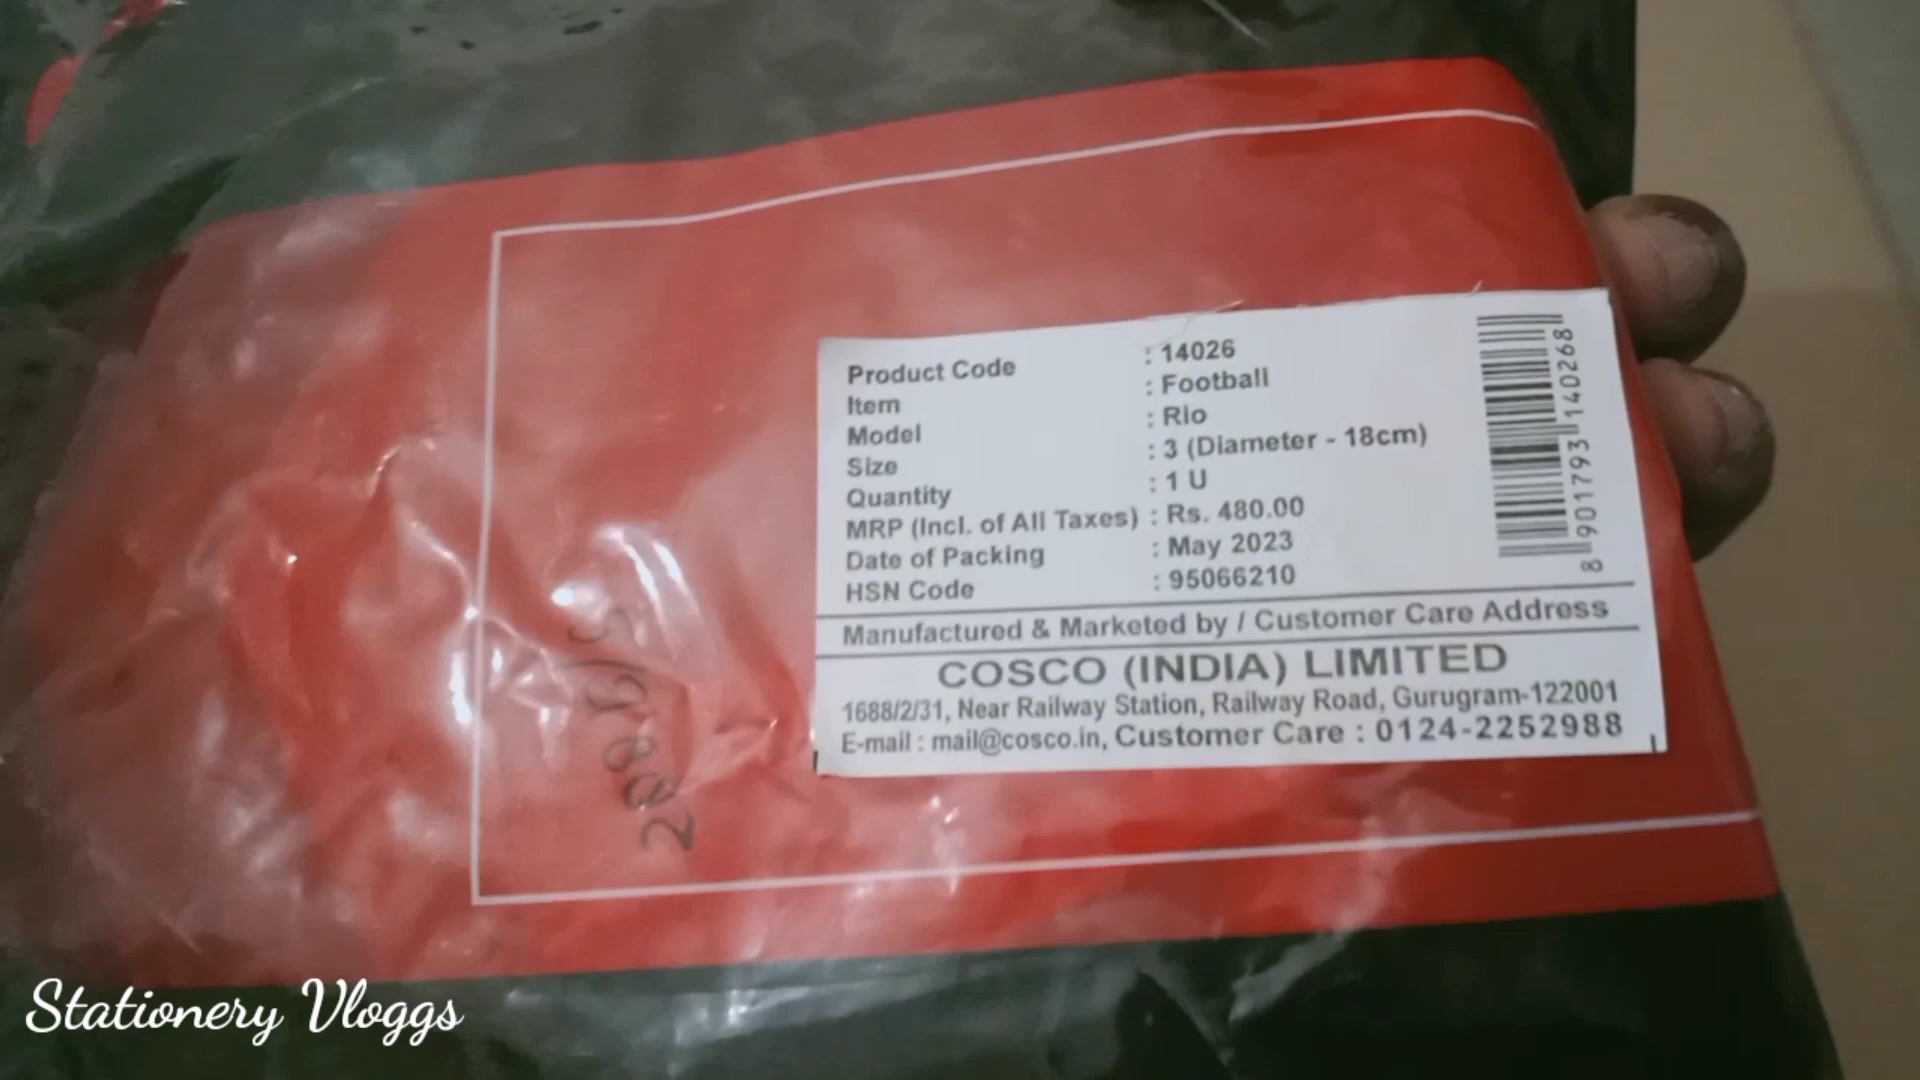 Product Code : 14026
Item : Football
Model : Rio
Size : 3 (Diameter - 18cm)
Quantity : 1 U
MRP (Incl. of All Taxes) : Rs. 480.00
Date of Packing : May 2023
HSN Code : 95066210
8 901793 140268
Manufactured & Marketed by / Customer Care Address
COSCO (INDIA) LIMITED
1688/2/31, Near Railway Station, Railway Road, Gurugram-122001
E-mail : mail@cosco.in, Customer Care : 0124-2252988
Stationery Vloggs